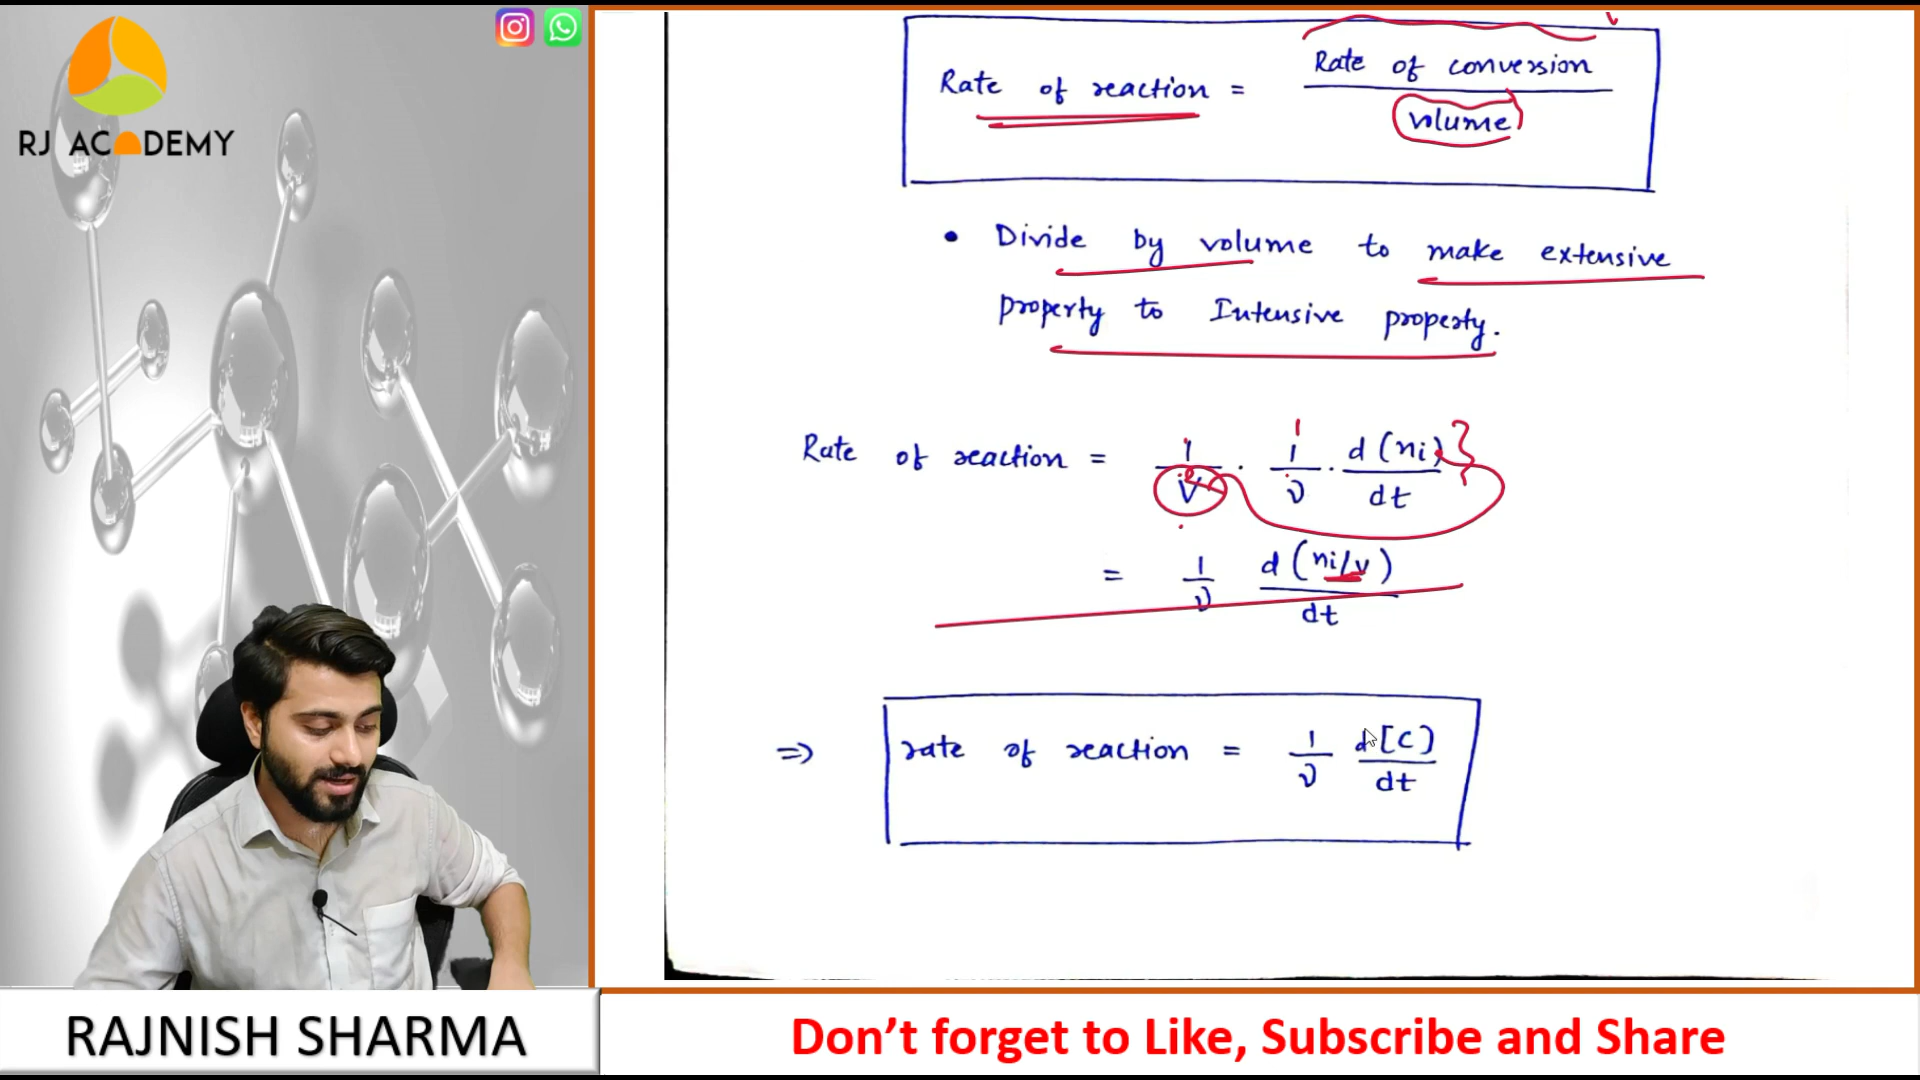 RJ ACADEMY
Rate of reaction = Rate of conversion / volume
• Divide by volume to make extensive
property to Intensive property.
Rate of reaction = 1/V · 1/ν · d(ni)/dt
= 1/ν d(ni/v)/dt
=> rate of reaction = 1/ν d[C]/dt
RAJNISH SHARMA
Don't forget to Like, Subscribe and Share